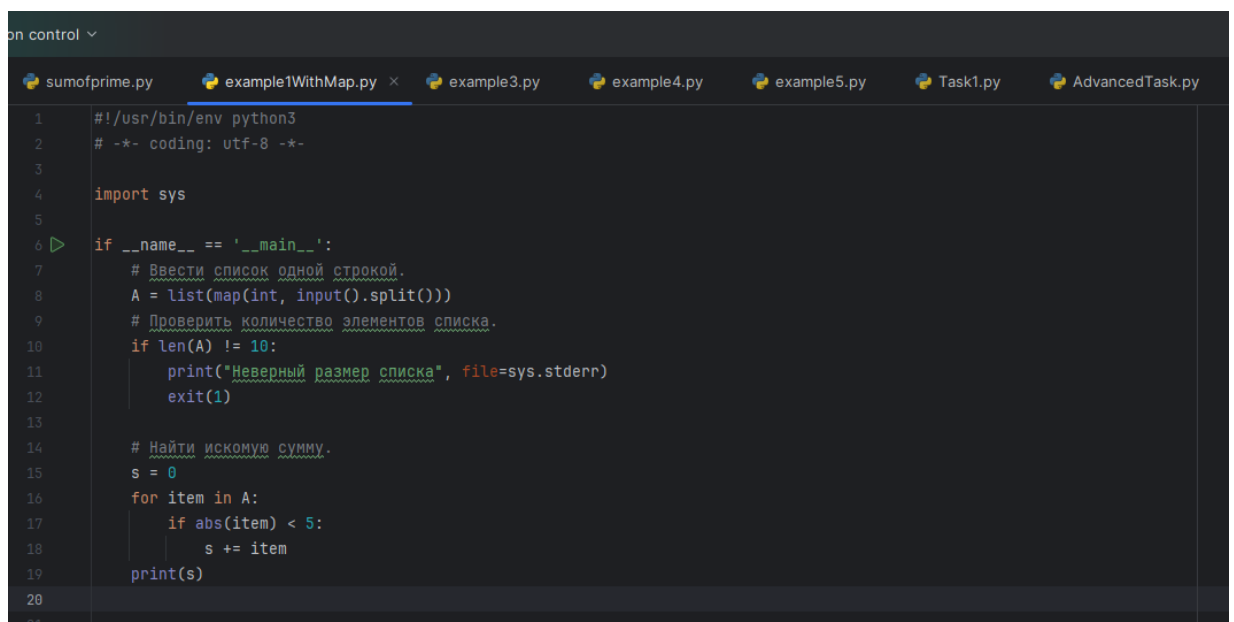 on control
sumofprime.py example1WithMap.py example3.py example4.py example5.py Task1.py AdvancedTask.py
1 #!/usr/bin/env python3
2 # -*- coding: utf-8 -*-
3
4 import sys
5
6 if __name__ == '__main__':
7 # Ввести список одной строкой.
8 A = list(map(int, input().split()))
9 # Проверить количество элементов списка.
10 if len(A) != 10:
11 print("Неверный размер списка", file=sys.stderr)
12 exit(1)
13
14 # Найти искомую сумму.
15 s = 0
16 for item in A:
17 if abs(item) < 5:
18 s += item
19 print(s)
20